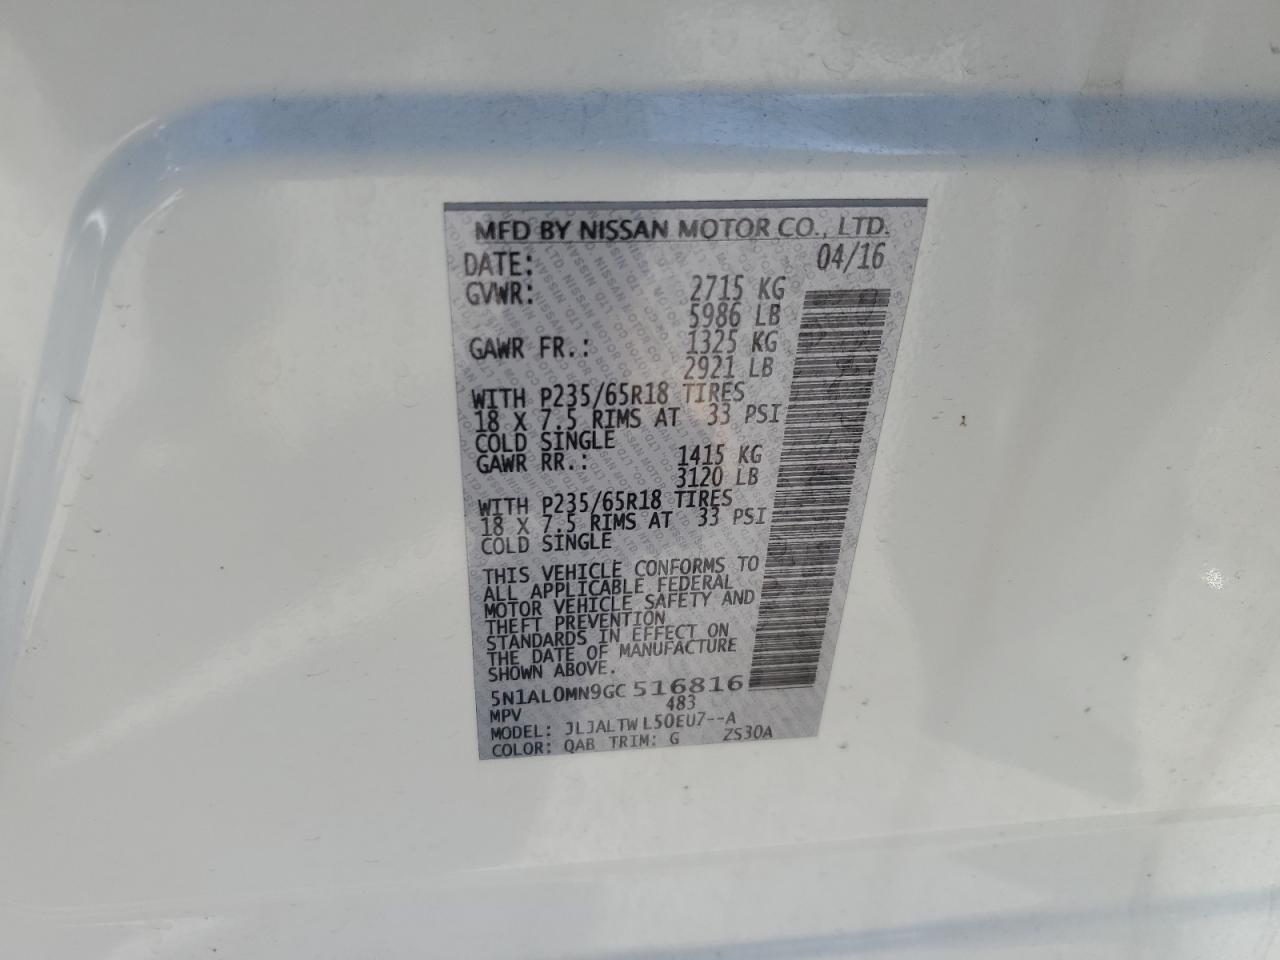 MFD BY NISSAN MOTOR CO., LTD.
DATE: 04/16
GVWR: 2715 KG
5986 LB
GAWR FR.: 1325 KG
2921 LB
WITH P235/65R18 TIRES
18 X 7.5 RIMS AT 33 PSI
COLD SINGLE
GAWR RR.: 1415 KG
3120 LB
WITH P235/65R18 TIRES
18 X 7.5 RIMS AT 33 PSI
COLD SINGLE
THIS VEHICLE CONFORMS TO
ALL APPLICABLE FEDERAL
MOTOR VEHICLE SAFETY AND
THEFT PREVENTION
STANDARDS IN EFFECT ON
THE DATE OF MANUFACTURE
SHOWN ABOVE.
5N1AL0MN9GC 516816
MPV 483
MODEL: JLJALTW L50EU7--A
COLOR: QAB TRIM: G ZS30A